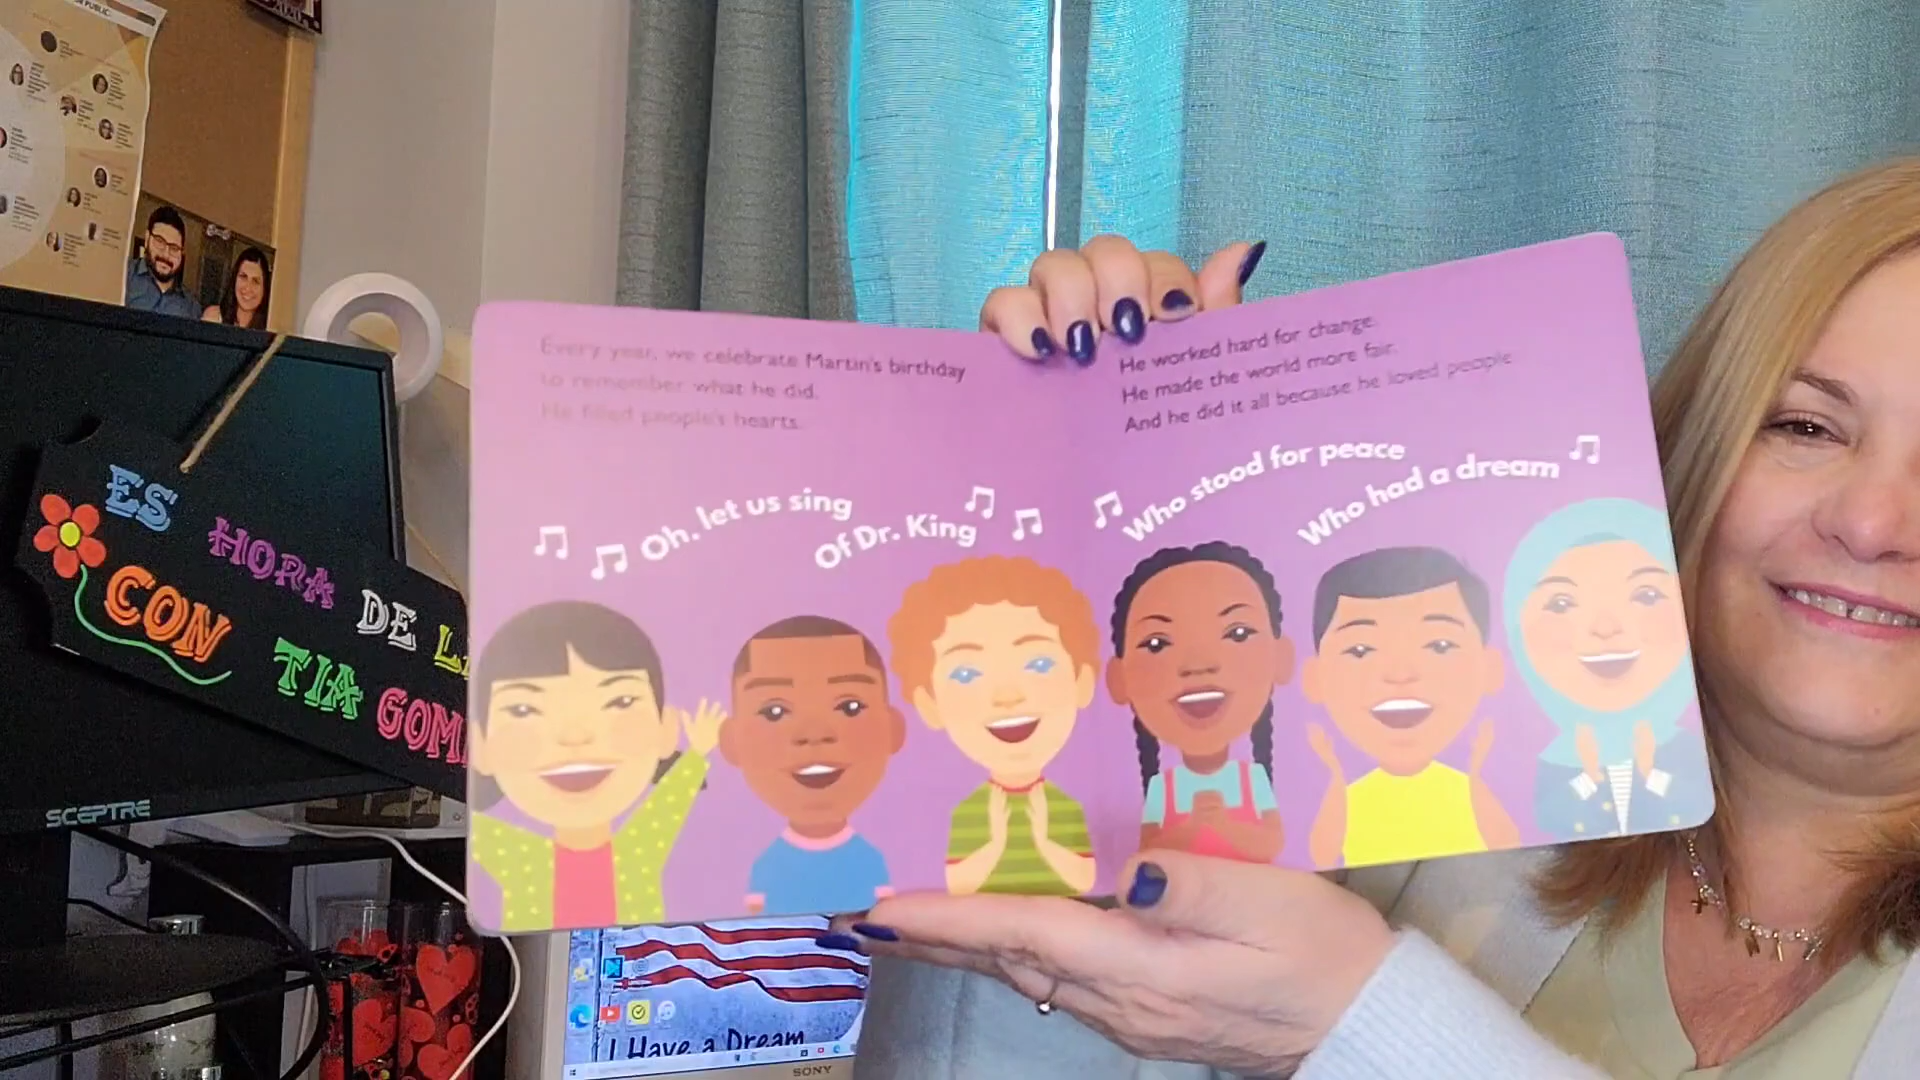 PUBLIC
ES HORA DE L
CON TIA GOM
SCEPTRE
Every year, we celebrate Martin's birthday
to remember what he did.
He filled people's hearts.
Oh, let us sing
Of Dr. King
He worked hard for change.
He made the world more fair.
And he did it all because he loved people
Who stood for peace
Who had a dream
I Have a Dream
SONY